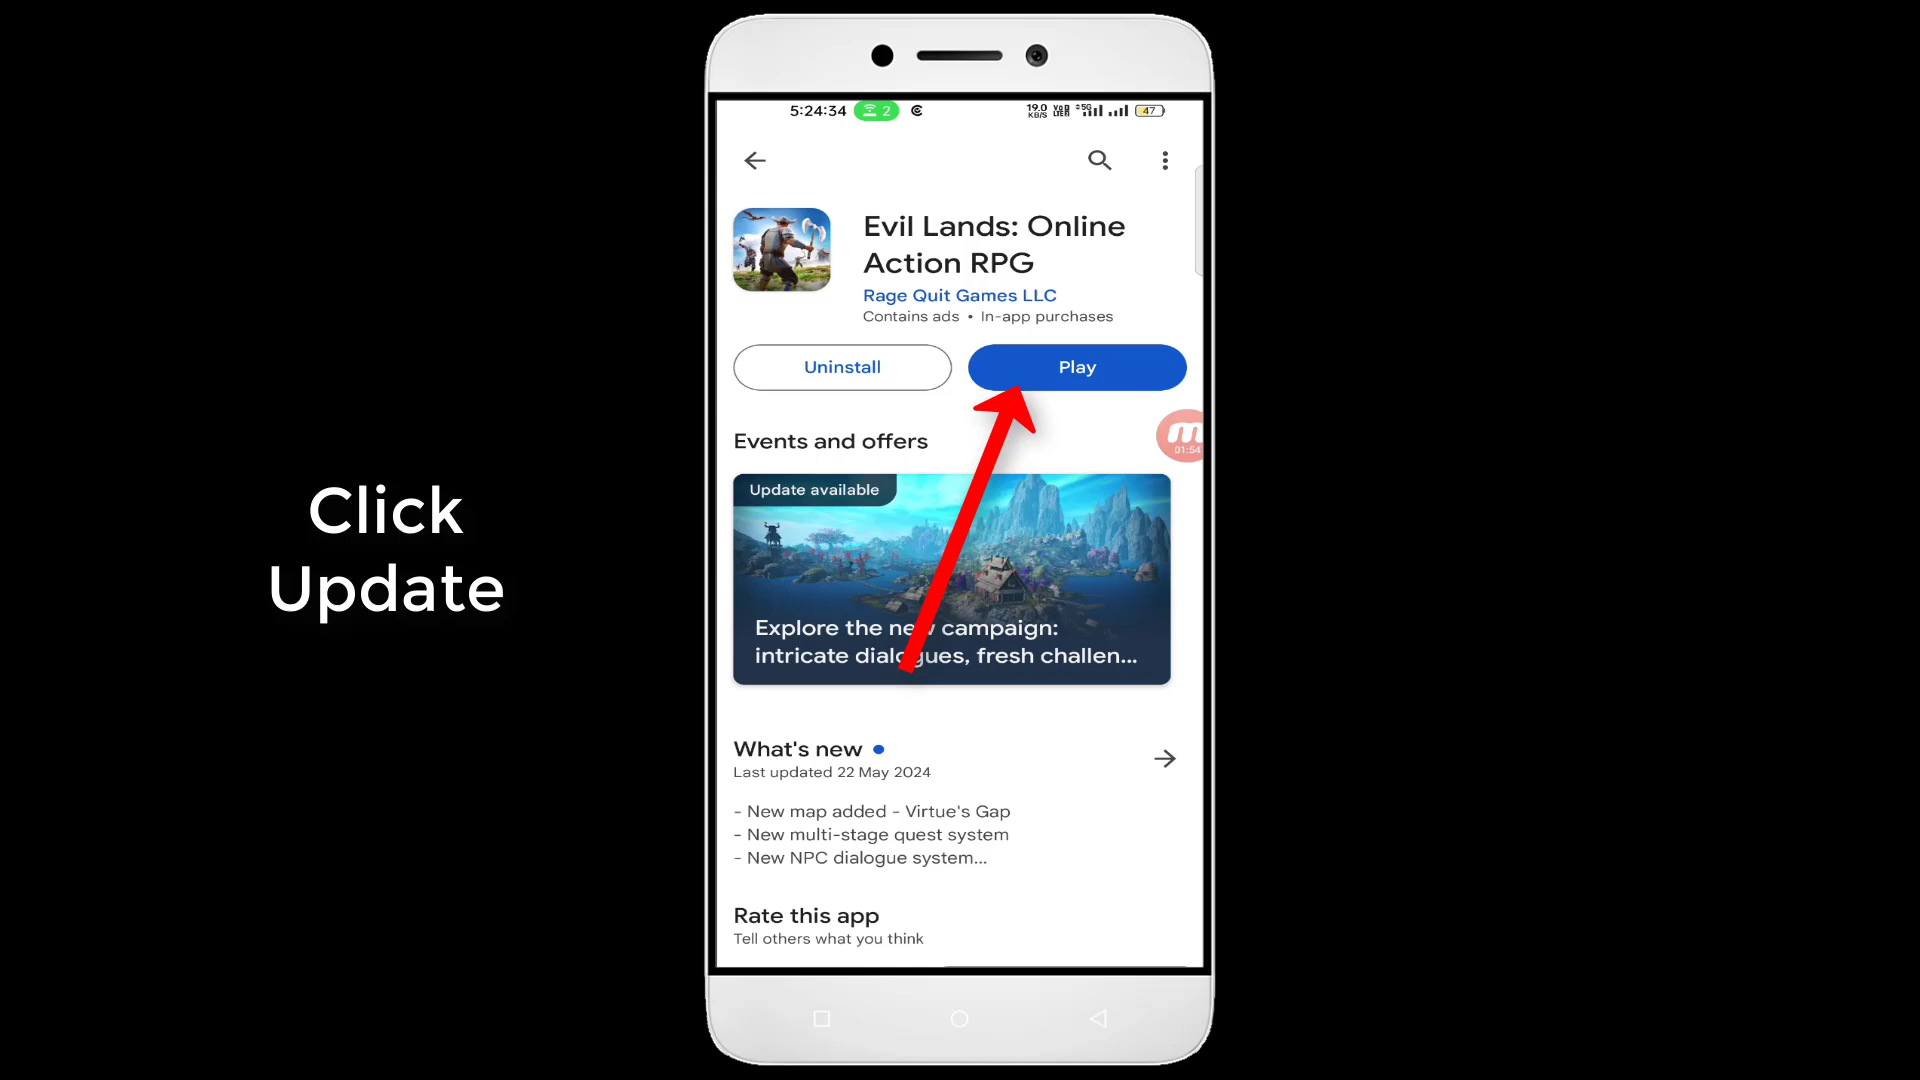 Click
Update
5:24:34
2
19.0
KB/S
5G
47
Evil Lands: Online
Action RPG
Rage Quit Games LLC
Contains ads • In-app purchases
Uninstall
Play
Events and offers
01:54
Update available
Explore the new campaign:
intricate dialogues, fresh challen...
What's new
Last updated 22 May 2024
- New map added - Virtue's Gap
- New multi-stage quest system
- New NPC dialogue system...
Rate this app
Tell others what you think